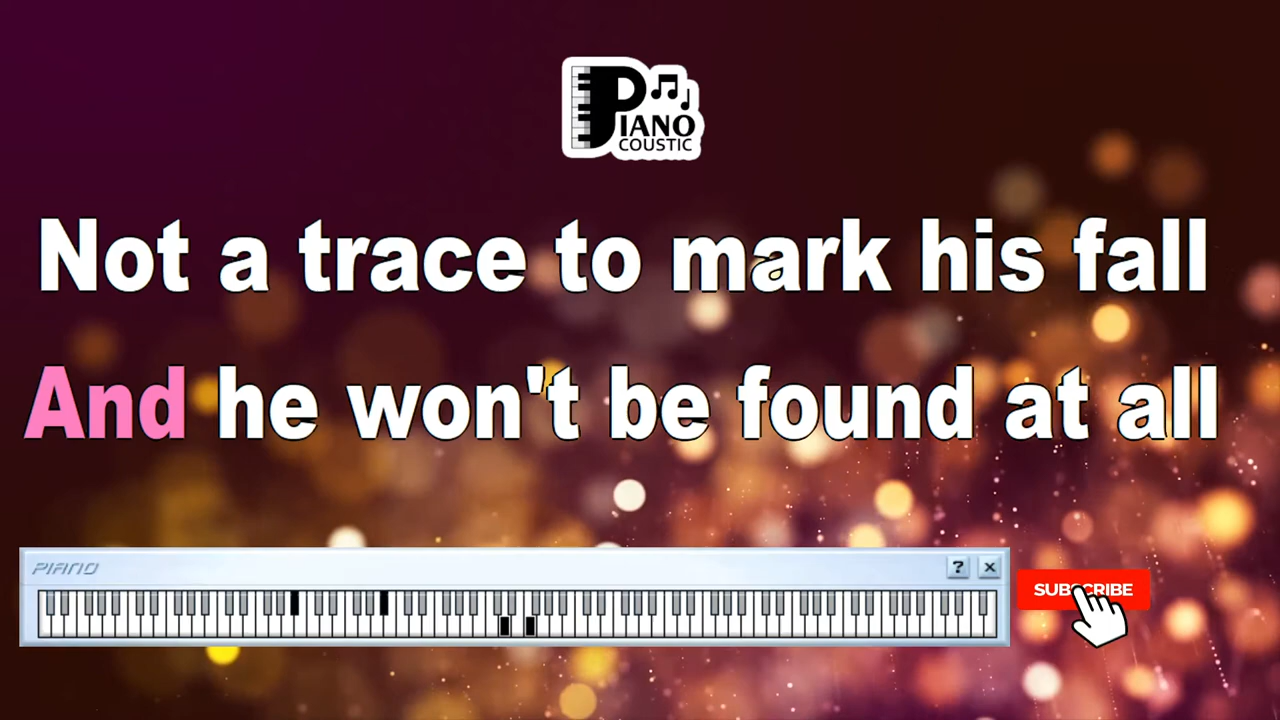 PIANO
COUSTIC
Not a trace to mark his fall
And he won't be found at all
PIANO
?
SUBSCRIBE